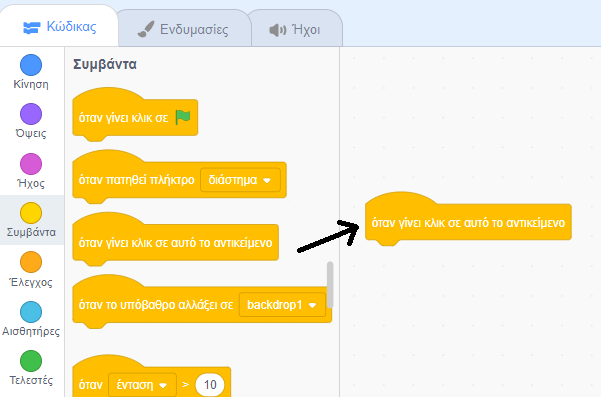 Κώδικας
Ενδυμασίες
Ήχοι
Κίνηση
Όψεις
Ήχος
Συμβάντα
Έλεγχος
Αισθητήρες
Τελεστές
Συμβάντα
όταν γίνει κλικ σε
όταν πατηθεί πλήκτρο διάστημα
όταν γίνει κλικ σε αυτό το αντικείμενο
όταν το υπόβαθρο αλλάξει σε backdrop1
όταν ένταση > 10
όταν γίνει κλικ σε αυτό το αντικείμενο